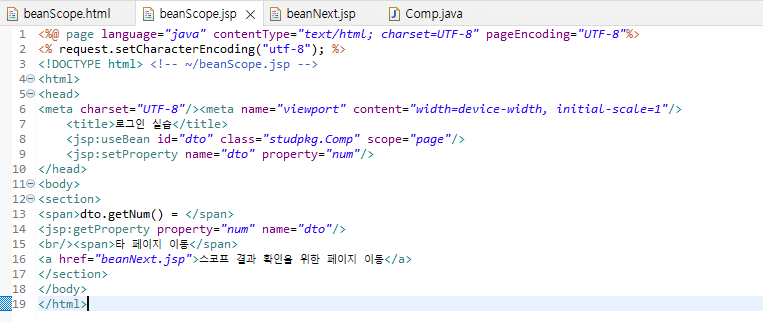 beanScope.html beanScope.jsp beanNext.jsp Comp.java
1 <%@ page language="java" contentType="text/html; charset=UTF-8" pageEncoding="UTF-8"%>
2 <% request.setCharacterEncoding("utf-8"); %>
3 <!DOCTYPE html> <!-- ~/beanScope.jsp -->
4 <html>
5 <head>
6 <meta charset="UTF-8"/><meta name="viewport" content="width=device-width, initial-scale=1"/>
7 <title>로그인 실습</title>
8 <jsp:useBean id="dto" class="studpkg.Comp" scope="page"/>
9 <jsp:setProperty name="dto" property="num"/>
10 </head>
11 <body>
12 <section>
13 <span>dto.getNum() = </span>
14 <jsp:getProperty property="num" name="dto"/>
15 <br/><span>타 페이지 이동</span>
16 <a href="beanNext.jsp">스코프 결과 확인을 위한 페이지 이동</a>
17 </section>
18 </body>
19 </html>